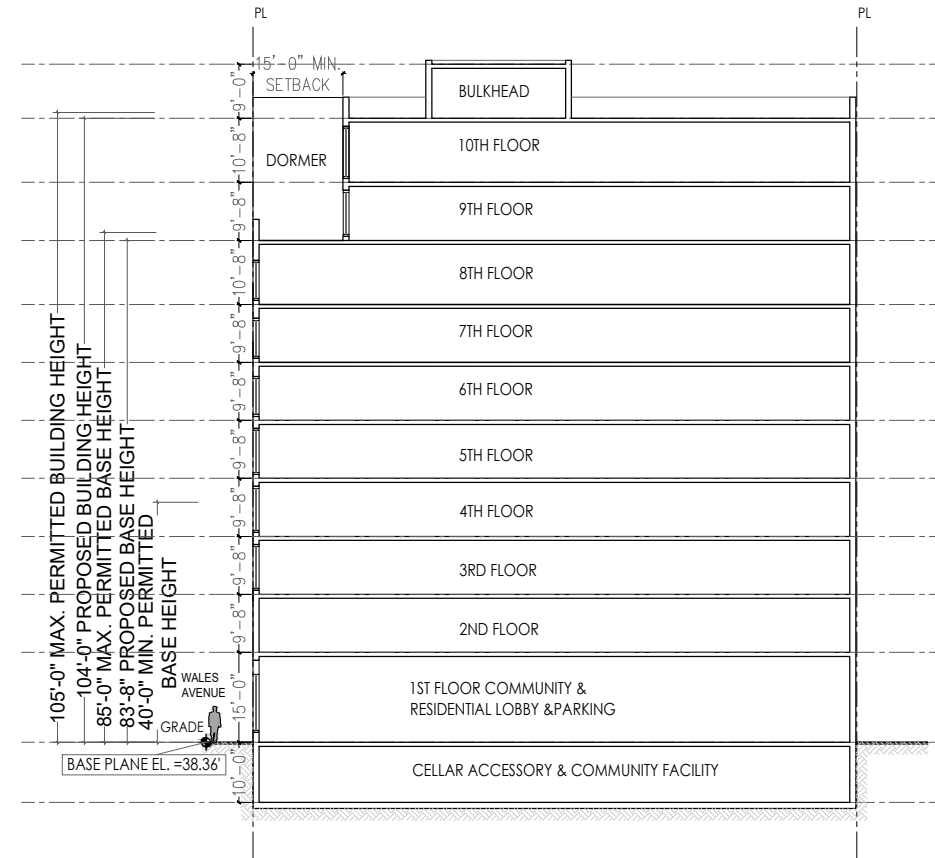 PL
PL
15'-0" MIN.
SETBACK
9'-0"
BULKHEAD
10'-8"
DORMER
10TH FLOOR
9'-8"
9TH FLOOR
10'-8"
8TH FLOOR
9'-8"
7TH FLOOR
9'-8"
6TH FLOOR
9'-8"
5TH FLOOR
9'-8"
4TH FLOOR
9'-8"
3RD FLOOR
9'-8"
2ND FLOOR
15'-0"
1ST FLOOR COMMUNITY &
RESIDENTIAL LOBBY &PARKING
10'-0"
CELLAR ACCESSORY & COMMUNITY FACILITY
105'-0" MAX. PERMITTED BUILDING HEIGHT
104'-0" PROPOSED BUILDING HEIGHT
85'-0" MAX. PERMITTED BASE HEIGHT
83'-8" PROPOSED BASE HEIGHT
40'-0" MIN. PERMITTED
BASE HEIGHT
WALES
AVENUE
GRADE
BASE PLANE EL. =38.36'